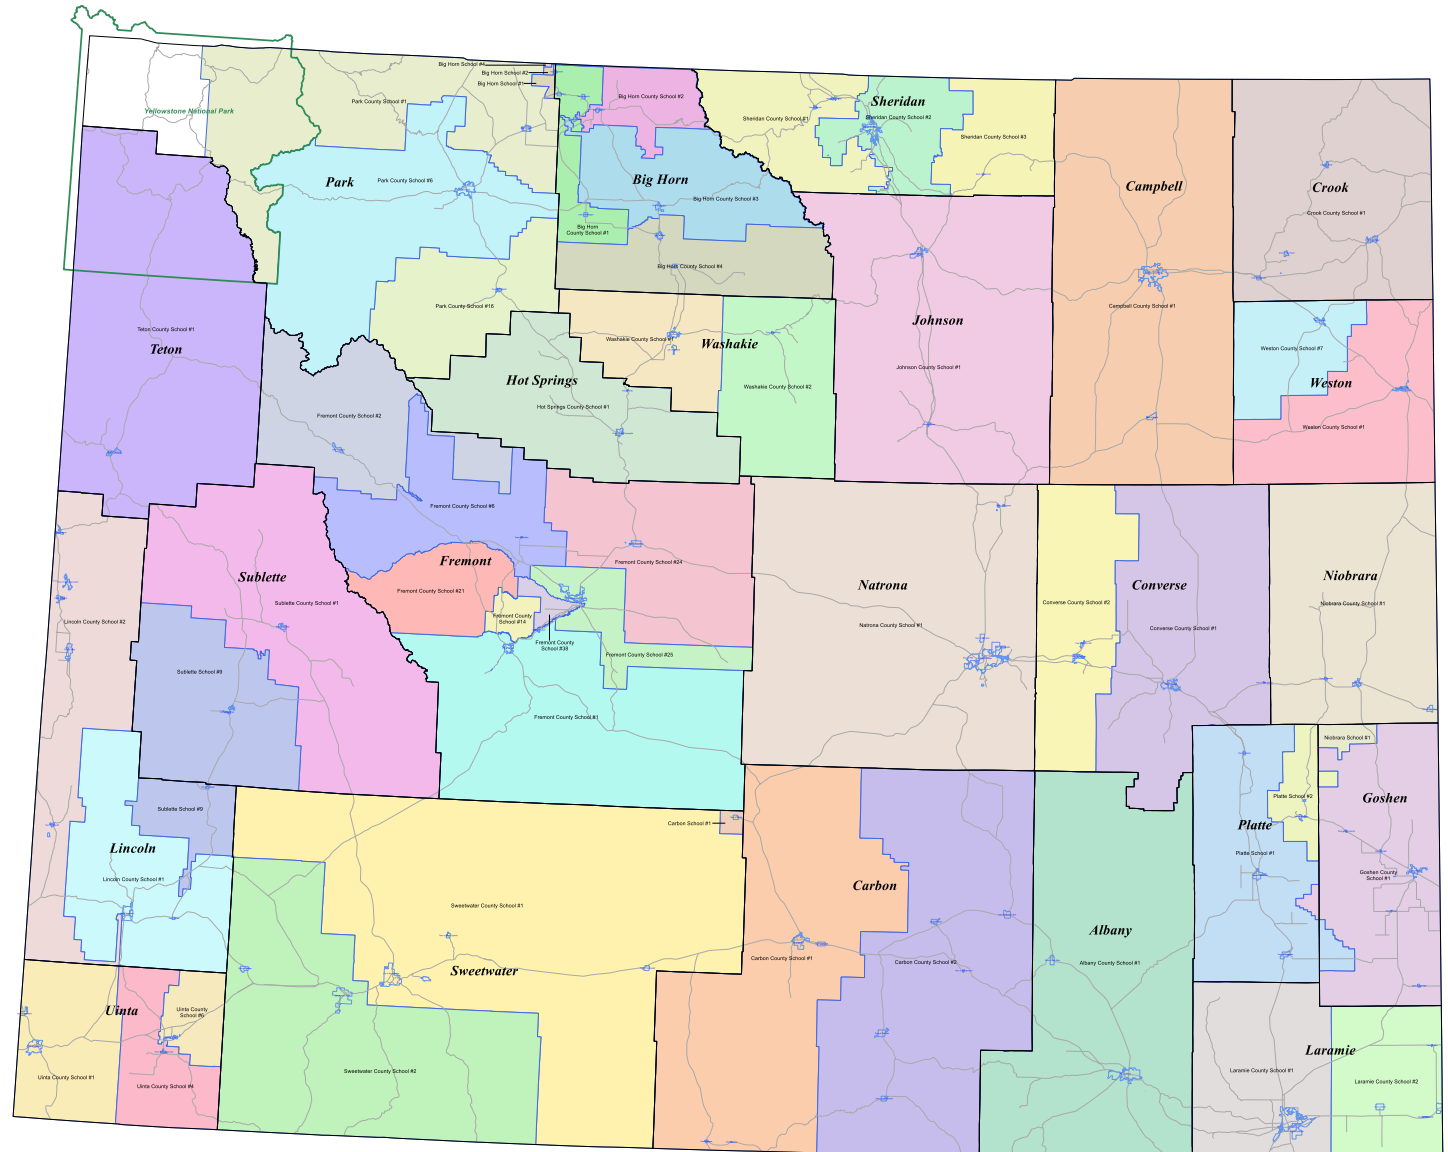 Big Horn School #4
Big Horn School #2
Big Horn School #1
Yellowstone National Park
Park County School #1
Big Horn County School #2
Sheridan
Sheridan County School #1
Sheridan County School #2
Sheridan County School #3
Park
Park County School #6
Big Horn
Big Horn County School #3
Big Horn
County School #1
Big Horn County School #4
Campbell
Campbell County School #1
Crook
Crook County School #1
Park County School #16
Teton County School #1
Teton
Johnson
Johnson County School #1
Washakie County School #1
Washakie
Washakie County School #2
Hot Springs
Hot Springs County School #1
Weston County School #7
Weston
Weston County School #1
Fremont County School #2
Fremont County School #6
Fremont
Fremont County School #24
Fremont County School #21
Fremont County
School #14
Fremont County
School #38
Fremont County School #25
Fremont County School #1
Sublette
Sublette County School #1
Sublette School #9
Lincoln County School #2
Natrona
Natrona County School #1
Converse County School #2
Converse
Converse County School #1
Niobrara
Niobrara County School #1
Niobrara School #1
Sublette School #9
Lincoln
Lincoln County School #1
Carbon School #1
Carbon
Carbon County School #1
Carbon County School #2
Sweetwater County School #1
Sweetwater
Sweetwater County School #2
Albany
Albany County School #1
Platte School #2
Platte
Platte School #1
Goshen
Goshen County
School #1
Uinta
Uinta County
School #6
Uinta County School #1
Uinta County School #4
Laramie
Laramie County School #1
Laramie County School #2